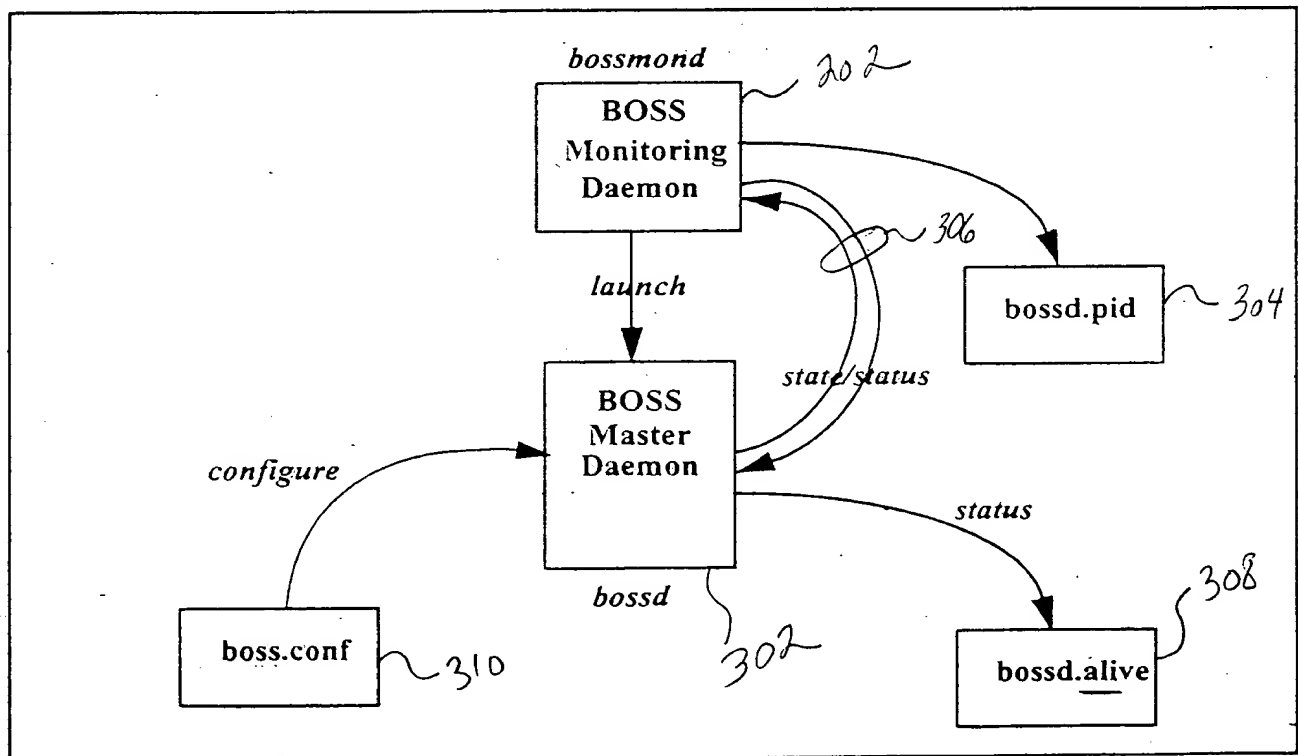 bossmond
202
BOSS
Monitoring
Daemon
306
launch
bossd.pid
304
state/status
BOSS
Master
Daemon
configure
status
bossd
308
boss.conf
310
302
bossd.alive